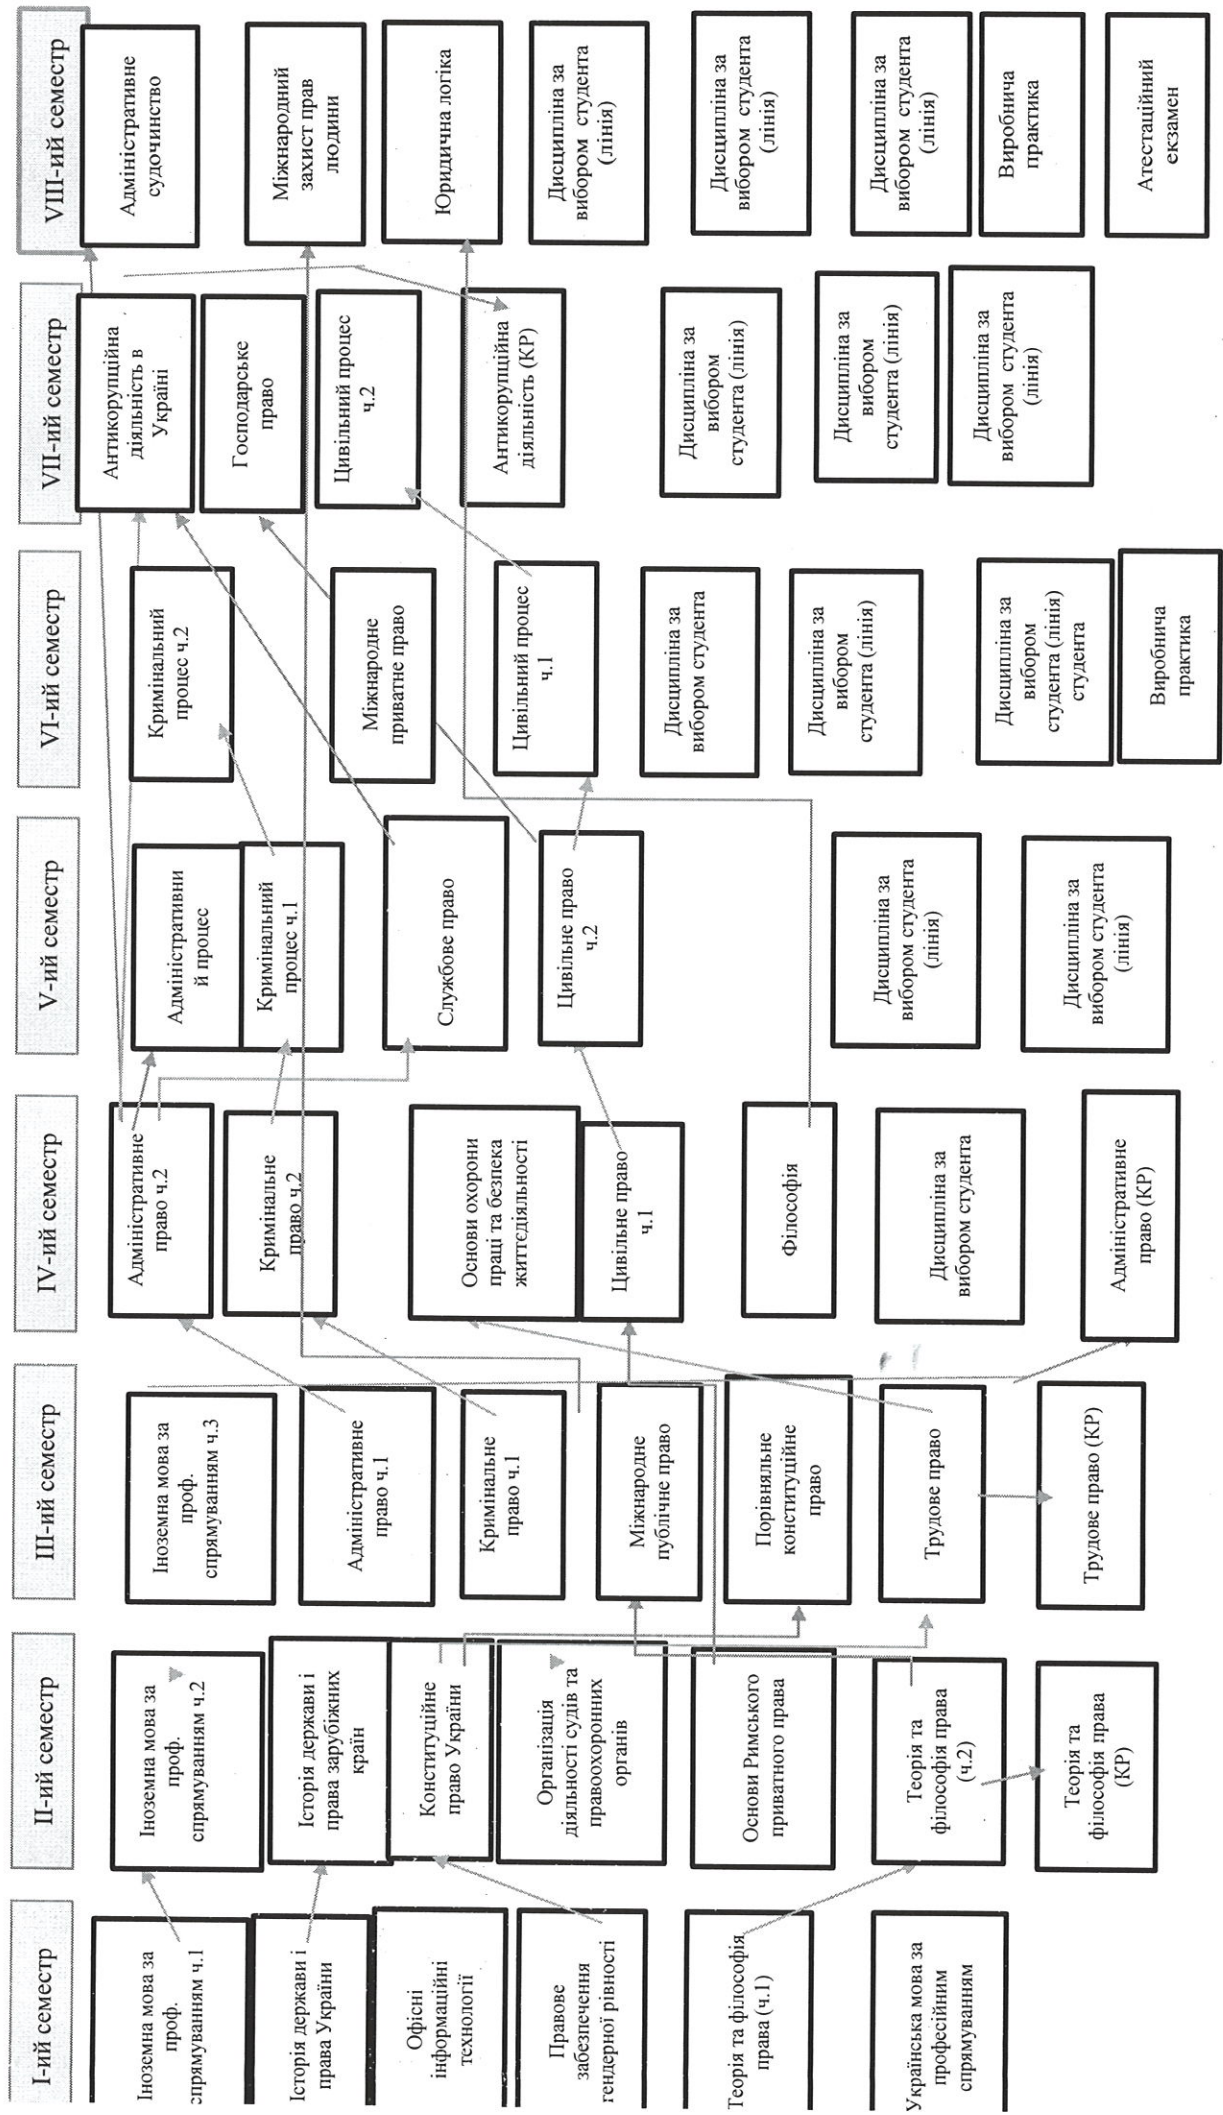 I-ий семестр
Іноземна мова за
проф.
спрямуванням ч.1
Історія держави і
права України
Офісні
інформаційні
технології
Правове
забезпечення
гендерної рівності
Теорія та філософія
права (ч.1)
Українська мова за
професійним
спрямуванням
II-ий семестр
Іноземна мова за
проф.
спрямуванням ч.2
Історія держави і
права зарубіжних
країн
Конституційне
право України
Організація
діяльності судів та
правоохоронних
органів
Основи Римського
приватного права
Теорія та
філософія права
(ч.2)
Теорія та
філософія права
(КР)
III-ий семестр
Іноземна мова за
проф.
спрямуванням ч.3
Адміністративне
право ч.1
Кримінальне
право ч.1
Міжнародне
публічне право
Порівняльне
конституційне
право
Трудове право
Трудове право (КР)
IV-ий семестр
Адміністративне
право ч.2
Кримінальне
право ч.2
Основи охорони
праці та безпека
життєдіяльності
Цивільне право
ч.1
Філософія
Дисципліна за
вибором студента
Адміністративне
право (КР)
V-ий семестр
Адміністративни
й процес
Кримінальний
процес ч.1
Службове право
Цивільне право
ч.2
Дисципліна за
вибором студента
(лінія)
Дисципліна за
вибором студента
(лінія)
VI-ий семестр
Кримінальний
процес ч.2
Міжнародне
приватне право
Цивільний процес
ч.1
Дисципліна за
вибором студента
Дисципліна за
вибором
студента (лінія)
Дисципліна за
вибором
студента (лінія)
студента
Виробнича
практика
VII-ий семестр
Антикорупційна
діяльність в
Україні
Господарське
право
Цивільний процес
ч.2
Антикорупційна
діяльність (КР)
Дисципліна за
вибором
студента (лінія)
Дисципліна за
вибором
студента (лінія)
Дисципліна за
вибором студента
(лінія)
VIII-ий семестр
Адміністративне
судочинство
Міжнародний
захист прав
людини
Юридична логіка
Дисципліна за
вибором студента
(лінія)
Дисципліна за
вибором студента
(лінія)
Дисципліна за
вибором студента
(лінія)
Виробнича
практика
Атестаційний
екзамен